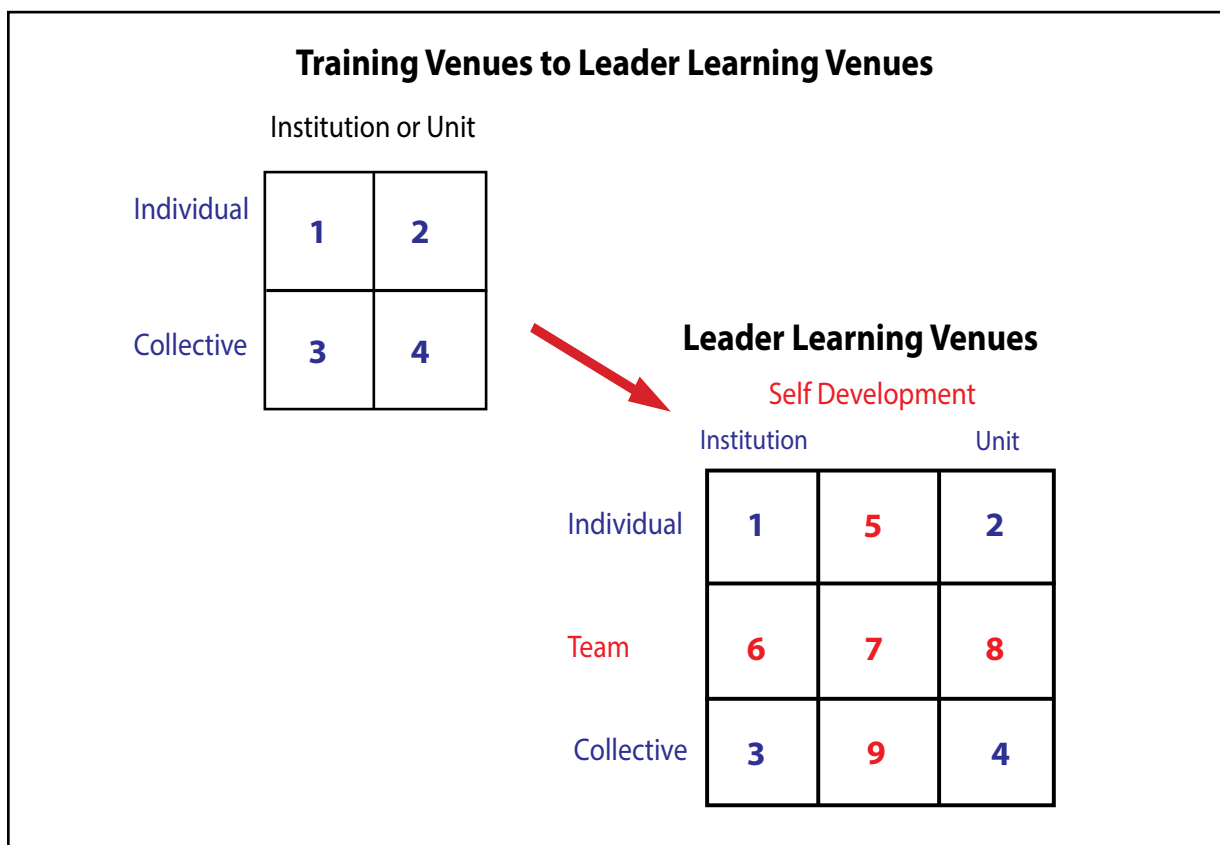 Training Venues to Leader Learning Venues
Institution or Unit
Individual 1 2
Collective 3 4
Leader Learning Venues
Self Development
Institution Unit
Individual 1 5 2
Team 6 7 8
Collective 3 9 4